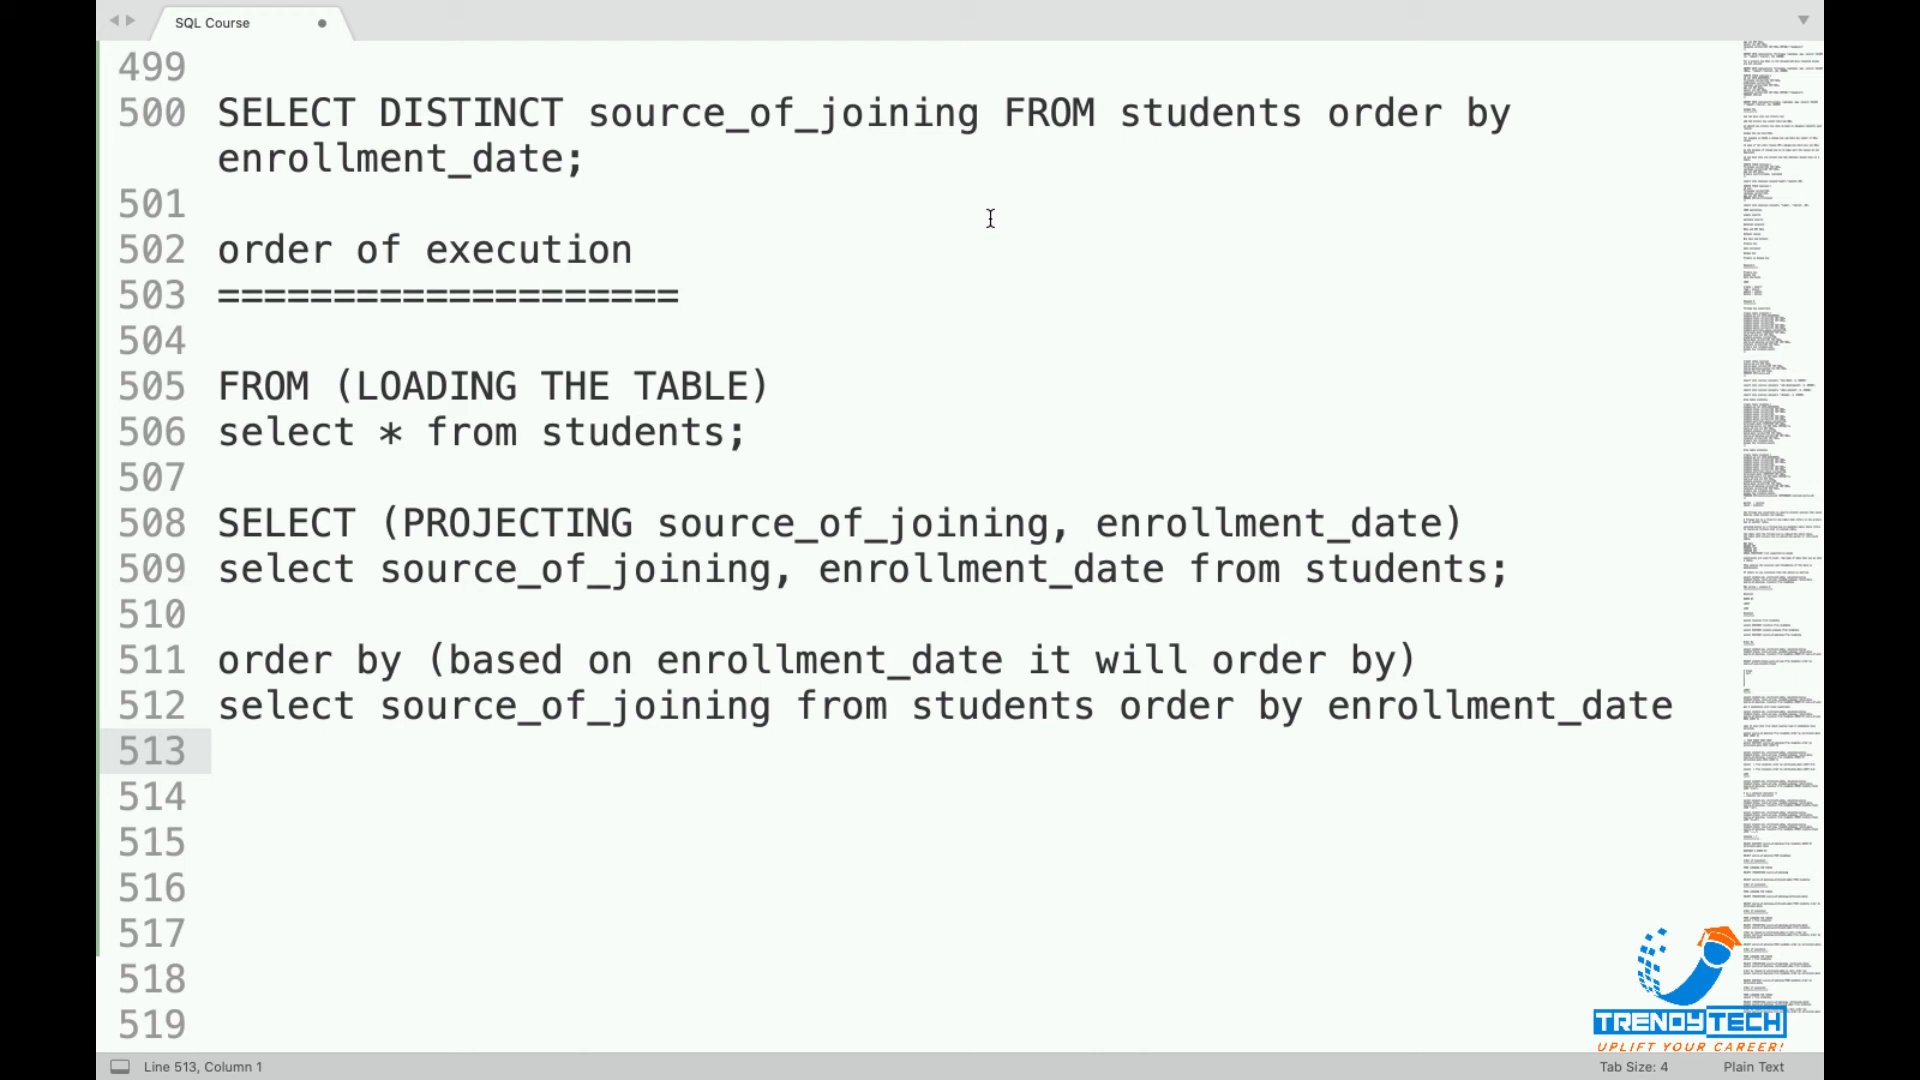 SQL Course
499
500 SELECT DISTINCT source_of_joining FROM students order by
enrollment_date;
501
502 order of execution
503 ====================
504
505 FROM (LOADING THE TABLE)
506 select * from students;
507
508 SELECT (PROJECTING source_of_joining, enrollment_date)
509 select source_of_joining, enrollment_date from students;
510
511 order by (based on enrollment_date it will order by)
512 select source_of_joining from students order by enrollment_date
513
514
515
516
517
518
519
TRENDYTECH
UPLIFT YOUR CAREER!
Line 513, Column 1 Tab Size: 4 Plain Text